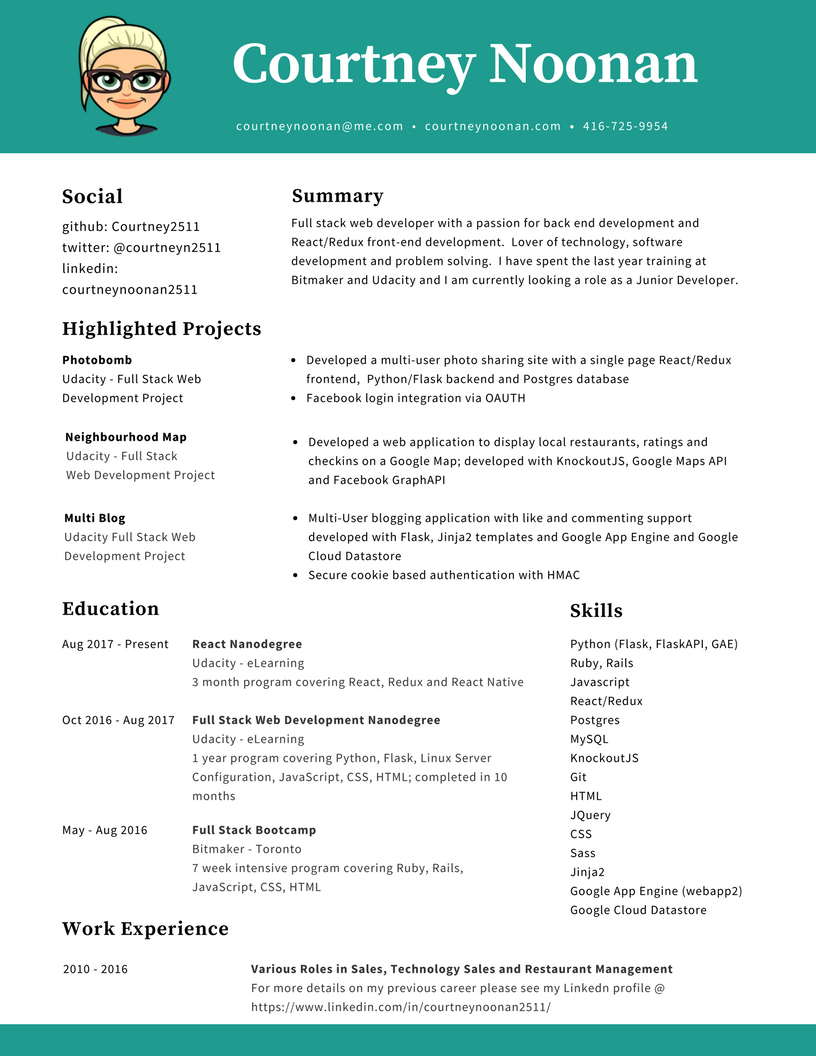 Courtney Noonan
courtneynoonan@me.com • courtneynoonan.com • 416-725-9954
Social
github: Courtney2511
twitter: @courtneyn2511
linkedin:
courtneynoonan2511
Summary
Full stack web developer with a passion for back end development and
React/Redux front-end development.  Lover of technology, software
development and problem solving.  I have spent the last year training at
Bitmaker and Udacity and I am currently looking a role as a Junior Developer.
Highlighted Projects
Photobomb
Udacity - Full Stack Web
Development Project
• Developed a multi-user photo sharing site with a single page React/Redux
frontend,  Python/Flask backend and Postgres database
• Facebook login integration via OAUTH
Neighbourhood Map
Udacity - Full Stack
Web Development Project
• Developed a web application to display local restaurants, ratings and
checkins on a Google Map; developed with KnockoutJS, Google Maps API
and Facebook GraphAPI
Multi Blog
Udacity Full Stack Web
Development Project
• Multi-User blogging application with like and commenting support
developed with Flask, Jinja2 templates and Google App Engine and Google
Cloud Datastore
• Secure cookie based authentication with HMAC
Education
Aug 2017 - Present
React Nanodegree
Udacity - eLearning
3 month program covering React, Redux and React Native
Oct 2016 - Aug 2017
Full Stack Web Development Nanodegree
Udacity - eLearning
1 year program covering Python, Flask, Linux Server
Configuration, JavaScript, CSS, HTML; completed in 10
months
May - Aug 2016
Full Stack Bootcamp
Bitmaker - Toronto
7 week intensive program covering Ruby, Rails,
JavaScript, CSS, HTML
Skills
Python (Flask, FlaskAPI, GAE)
Ruby, Rails
Javascript
React/Redux
Postgres
MySQL
KnockoutJS
Git
HTML
JQuery
CSS
Sass
Jinja2
Google App Engine (webapp2)
Google Cloud Datastore
Work Experience
2010 - 2016
Various Roles in Sales, Technology Sales and Restaurant Management
For more details on my previous career please see my Linkedn profile @
https://www.linkedin.com/in/courtneynoonan2511/